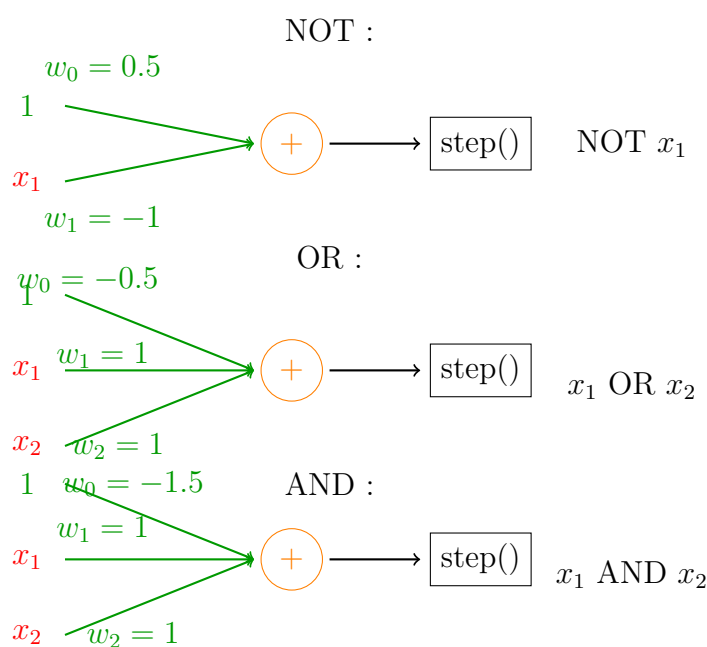 NOT :
w₀ = 0.5
1
+
step()
NOT x₁
x₁
w₁ = −1
OR :
w₀ = −0.5
1
w₁ = 1
x₁
+
step()
x₁ OR x₂
x₂
w₂ = 1
AND :
1
w₀ = −1.5
w₁ = 1
x₁
+
step()
x₁ AND x₂
x₂
w₂ = 1